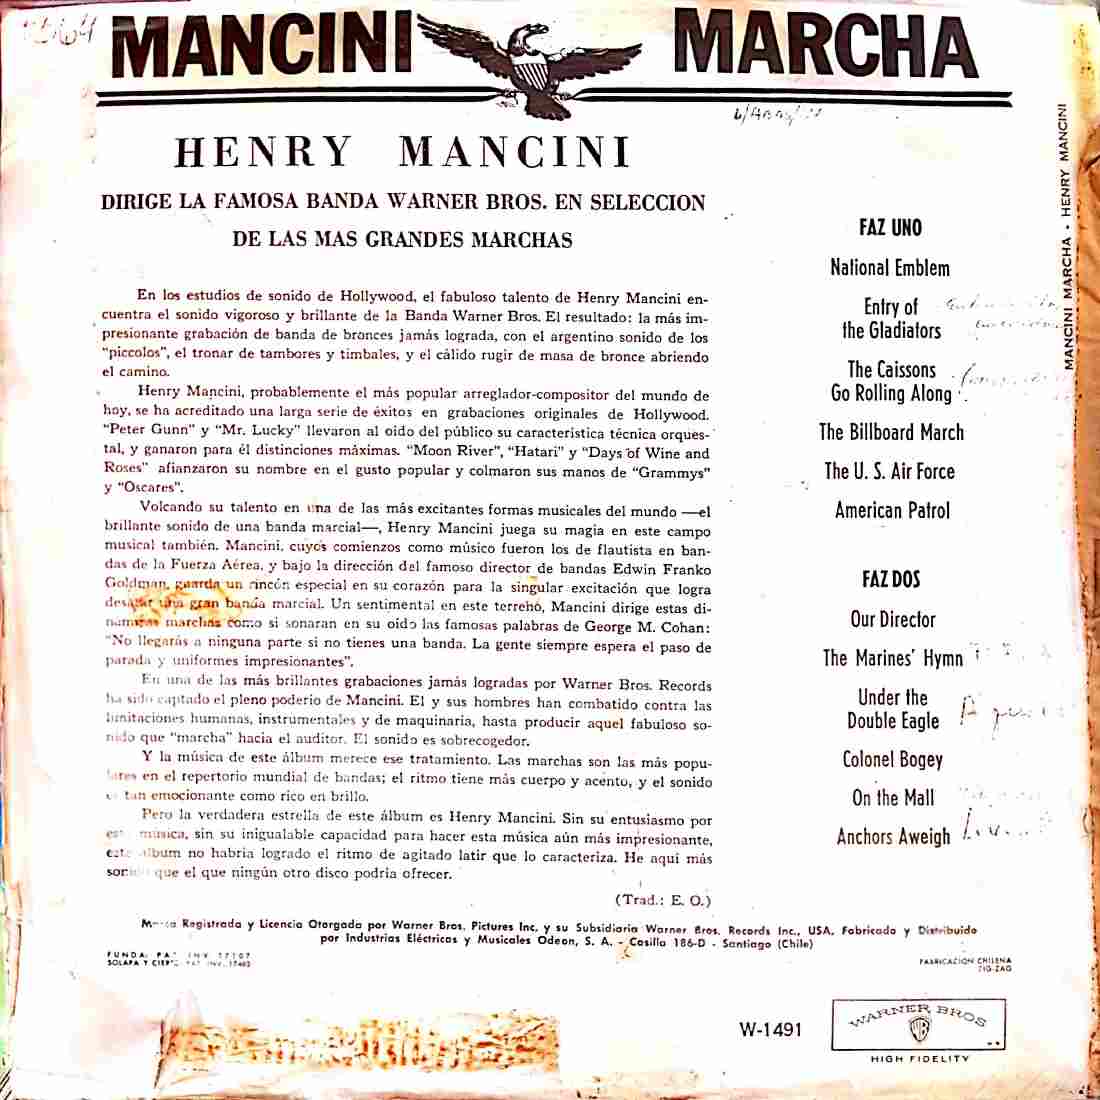 MANCINI MARCHA
HENRY MANCINI
DIRIGE LA FAMOSA BANDA WARNER BROS. EN SELECCION
DE LAS MAS GRANDES MARCHAS
En los estudios de sonido de Hollywood, el fabuloso talento de Henry Mancini en-
cuentra el sonido vigoroso y brillante de la Banda Warner Bros. El resultado: la más im-
presionante grabación de banda de bronces jamás lograda, con el argentino sonido de los
"piccolos", el tronar de tambores y timbales, y el cálido rugir de masa de bronce abriendo
el camino.
Henry Mancini, probablemente el más popular arreglador-compositor del mundo de
hoy, se ha acreditado una larga serie de éxitos en grabaciones originales de Hollywood.
"Peter Gunn" y "Mr. Lucky" llevaron al oído del público su característica técnica orques-
tal, y ganaron para él distinciones máximas. "Moon River", "Hatari" y "Days of Wine and
Roses" afianzaron su nombre en el gusto popular y colmaron sus manos de "Grammys"
y "Oscares".
Volcando su talento en una de las más excitantes formas musicales del mundo —el
brillante sonido de una banda marcial—, Henry Mancini juega su magia en este campo
musical también. Mancini, cuyos comienzos como músico fueron los de flautista en ban-
das de la Fuerza Aérea, y bajo la dirección del famoso director de bandas Edwin Franko
Goldman, guarda un rincón especial en su corazón para la singular excitación que logra
desatar una gran banda marcial. Un sentimental en este terreno, Mancini dirige estas di-
námicas marchas como si sonaran en su oído las famosas palabras de George M. Cohan:
"No llegarás a ninguna parte si no tienes una banda. La gente siempre espera el paso de
parada y uniformes impresionantes".
En una de las más brillantes grabaciones jamás logradas por Warner Bros. Records
ha sido captado el pleno poderío de Mancini. El y sus hombres han combatido contra las
limitaciones humanas, instrumentales y de maquinaria, hasta producir aquel fabuloso so-
nido que "marcha" hacia el auditor. El sonido es sobrecogedor.
Y la música de este álbum merece ese tratamiento. Las marchas son las más popu-
lares en el repertorio mundial de bandas; el ritmo tiene más cuerpo y acento, y el sonido
es tan emocionante como rico en brillo.
Pero la verdadera estrella de este álbum es Henry Mancini. Sin su entusiasmo por
esta música, sin su inigualable capacidad para hacer esta música aún más impresionante,
este álbum no habría logrado el ritmo de agitado latir que lo caracteriza. He aquí más
sonido que el que ningún otro disco podría ofrecer.
(Trad.: E. O.)
FAZ UNO
National Emblem
Entry of
the Gladiators
The Caissons
Go Rolling Along
The Billboard March
The U. S. Air Force
American Patrol
FAZ DOS
Our Director
The Marines' Hymn
Under the
Double Eagle
Colonel Bogey
On the Mall
Anchors Aweigh
MANCINI MARCHA • HENRY MANCINI
Marca Registrada y Licencia Otorgada por Warner Bros. Pictures Inc. y su Subsidiaria Warner Bros. Records Inc., USA. Fabricado y Distribuido
por Industrias Eléctricas y Musicales Odeon, S. A. - Casilla 186-D - Santiago (Chile)
FUNDA: PAT. INV. 17107
SOLAPA Y CIERRE PAT. INV. 17402
FABRICACION CHILENA
ZIG-ZAG
W-1491
WARNER BROS
WB
HIGH FIDELITY